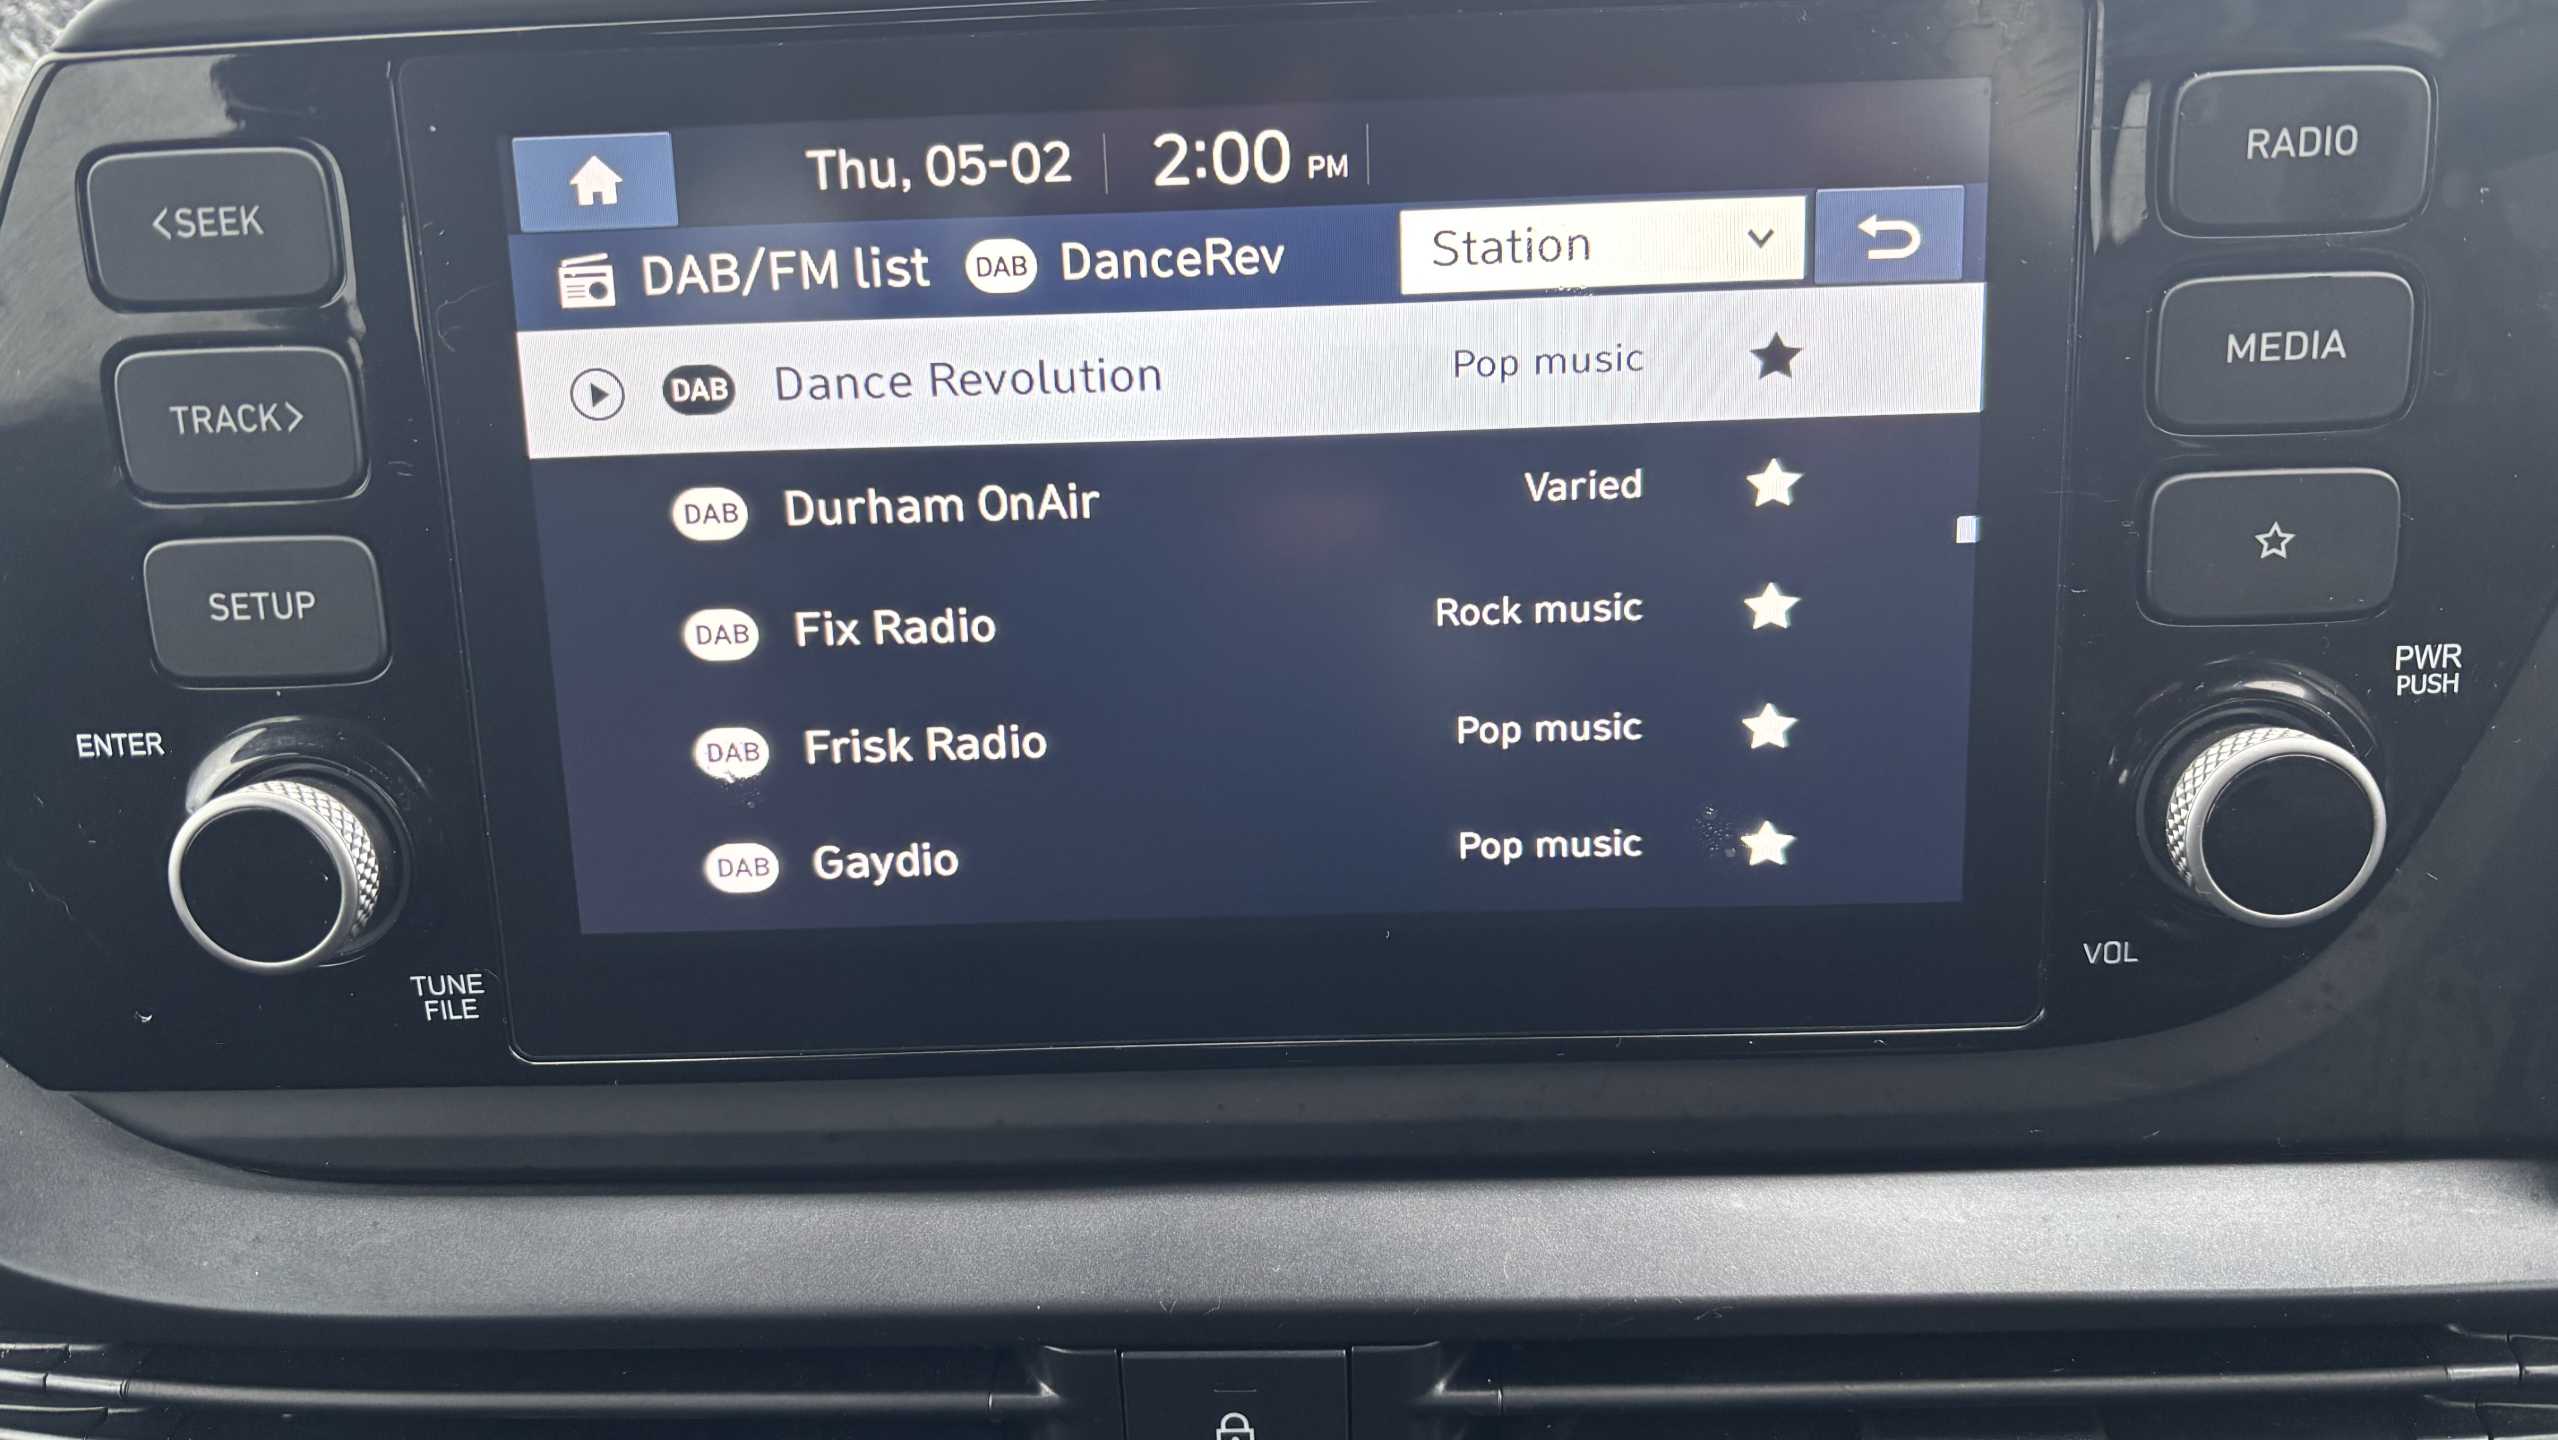 Thu, 05-02 2:00 PM
DAB/FM list DAB DanceRev Station
DAB Dance Revolution Pop music
DAB Durham OnAir Varied
DAB Fix Radio Rock music
DAB Frisk Radio Pop music
DAB Gaydio Pop music
<SEEK
TRACK>
SETUP
ENTER
TUNE
FILE
RADIO
MEDIA
PWR
PUSH
VOL